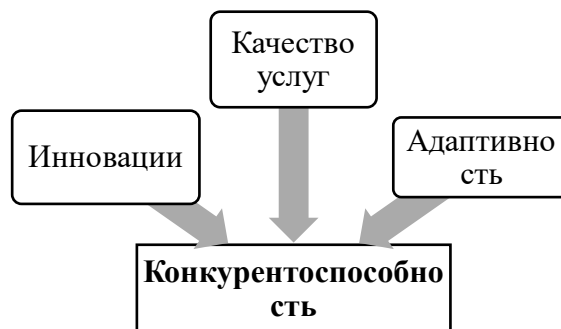 Качество
услуг
Инновации
Адаптивно
сть
Конкурентоспособно
сть